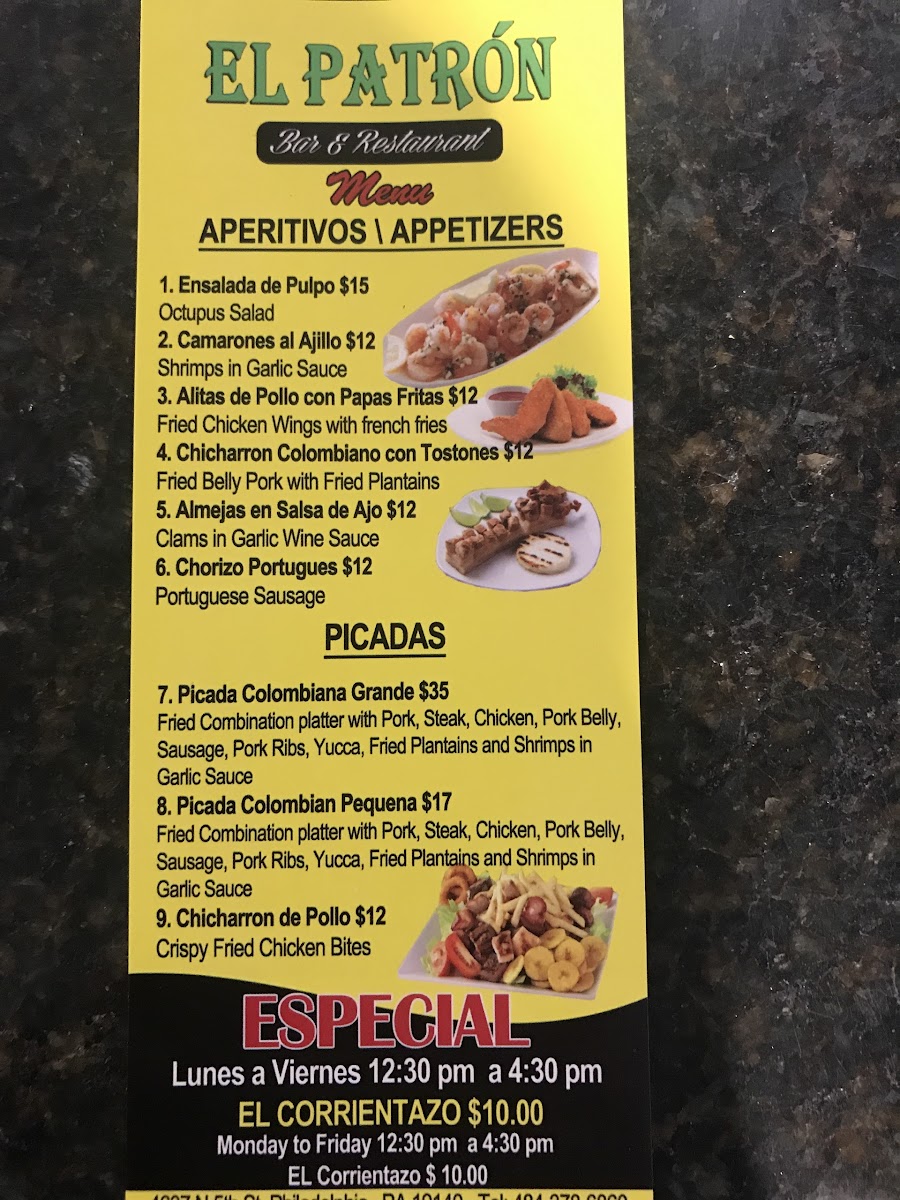 EL PATRÓN
Bar & Restaurant
Menu
APERITIVOS \ APPETIZERS
1. Ensalada de Pulpo $15
Octupus Salad
2. Camarones al Ajillo $12
Shrimps in Garlic Sauce
3. Alitas de Pollo con Papas Fritas $12
Fried Chicken Wings with french fries
4. Chicharron Colombiano con Tostones $12
Fried Belly Pork with Fried Plantains
5. Almejas en Salsa de Ajo $12
Clams in Garlic Wine Sauce
6. Chorizo Portugues $12
Portuguese Sausage
PICADAS
7. Picada Colombiana Grande $35
Fried Combination platter with Pork, Steak, Chicken, Pork Belly,
Sausage, Pork Ribs, Yucca, Fried Plantains and Shrimps in
Garlic Sauce
8. Picada Colombian Pequena $17
Fried Combination platter with Pork, Steak, Chicken, Pork Belly,
Sausage, Pork Ribs, Yucca, Fried Plantains and Shrimps in
Garlic Sauce
9. Chicharron de Pollo $12
Crispy Fried Chicken Bites
ESPECIAL
Lunes a Viernes 12:30 pm a 4:30 pm
EL CORRIENTAZO $10.00
Monday to Friday 12:30 pm a 4:30 pm
EL Corrientazo $ 10.00
N 5th St. Philadelphia, PA 19140 Tel: